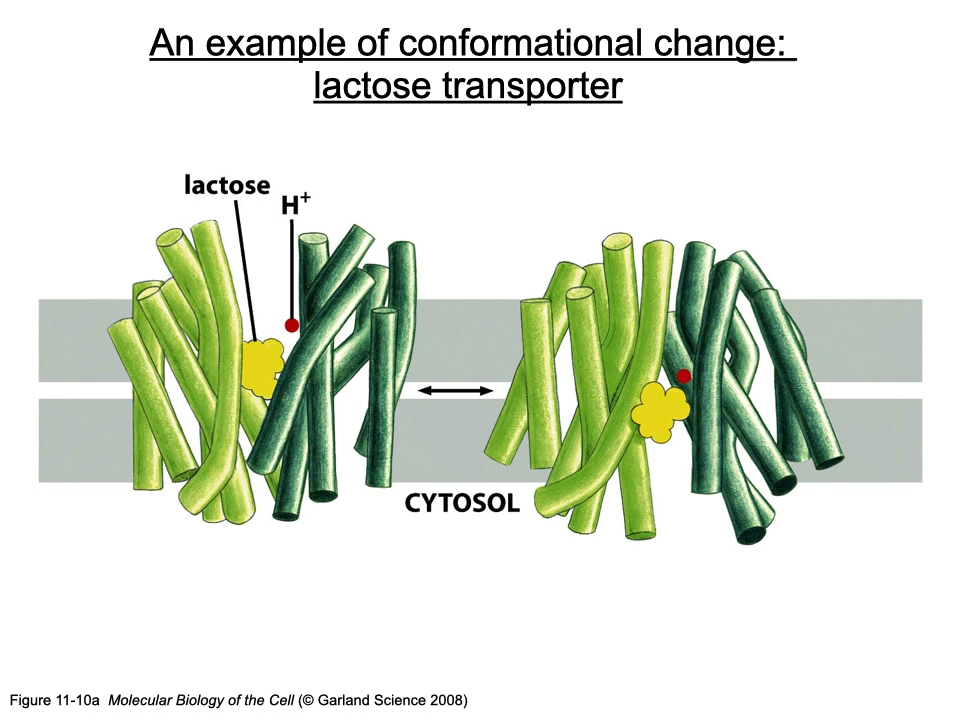 An example of conformational change:
lactose transporter
lactose
H⁺
CYTOSOL
Figure 11-10a Molecular Biology of the Cell (© Garland Science 2008)